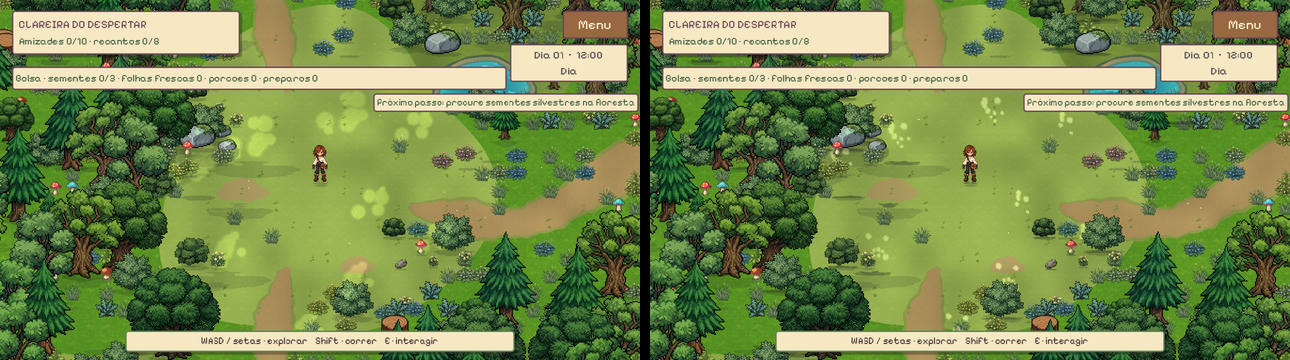 CLAREIRA DO DESPERTAR
Amizades 0/10 · recantos 0/8
Menu
Dia 01 · 12:00
Dia
Bolsa · sementes 0/3 · Folhas frescas 0 · porcoes 0 · preparos 0
Próximo passo: procure sementes silvestres na floresta
WASD / setas · explorar Shift · correr E · interagir
CLAREIRA DO DESPERTAR
Amizades 0/10 · recantos 0/8
Menu
Dia 01 · 12:00
Dia
Bolsa · sementes 0/3 · Folhas frescas 0 · porcoes 0 · preparos 0
Próximo passo: procure sementes silvestres na floresta
WASD / setas · explorar Shift · correr E · interagir